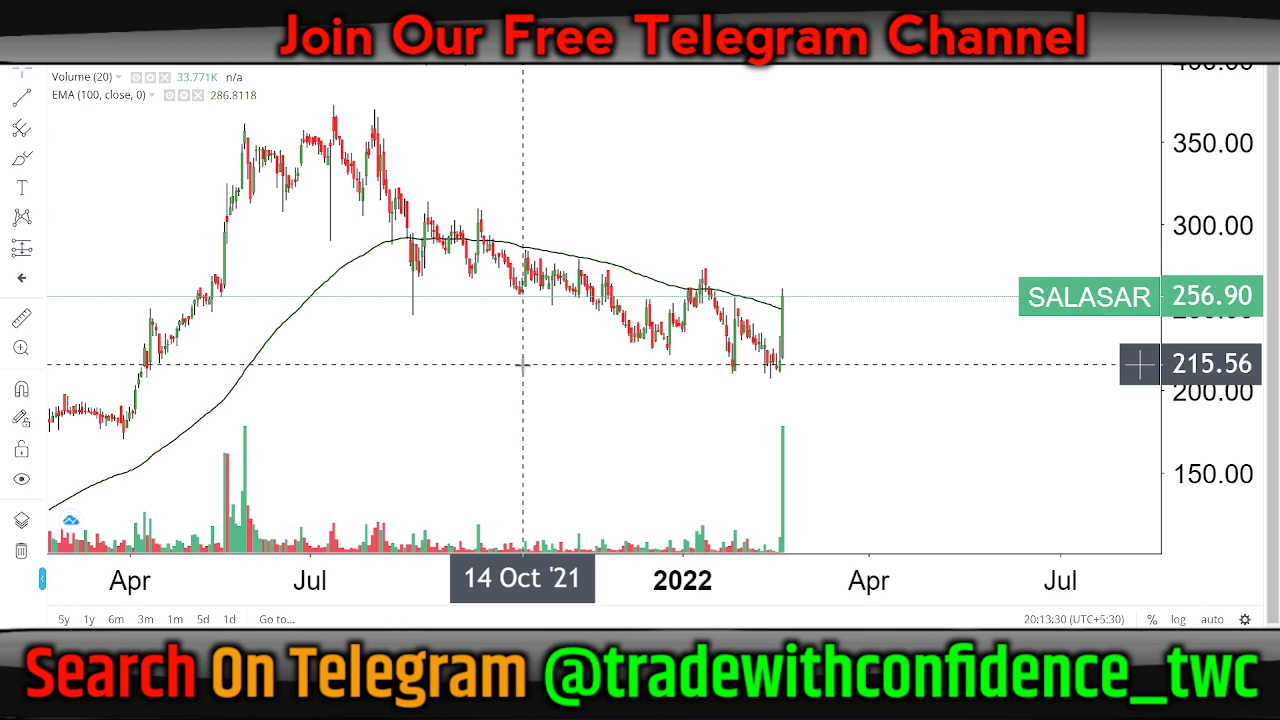 Join Our Free Telegram Channel
Volume (20) 33.771K n/a
EMA (100, close, 0) 286.8118
400.00
350.00
300.00
SALASAR 256.90
215.56
200.00
150.00
T
Apr Jul 14 Oct '21 2022 Apr Jul
5y 1y 6m 3m 1m 5d 1d Go to... 20:13:30 (UTC+5:30) % log auto
Search On Telegram @tradewithconfidence_twc